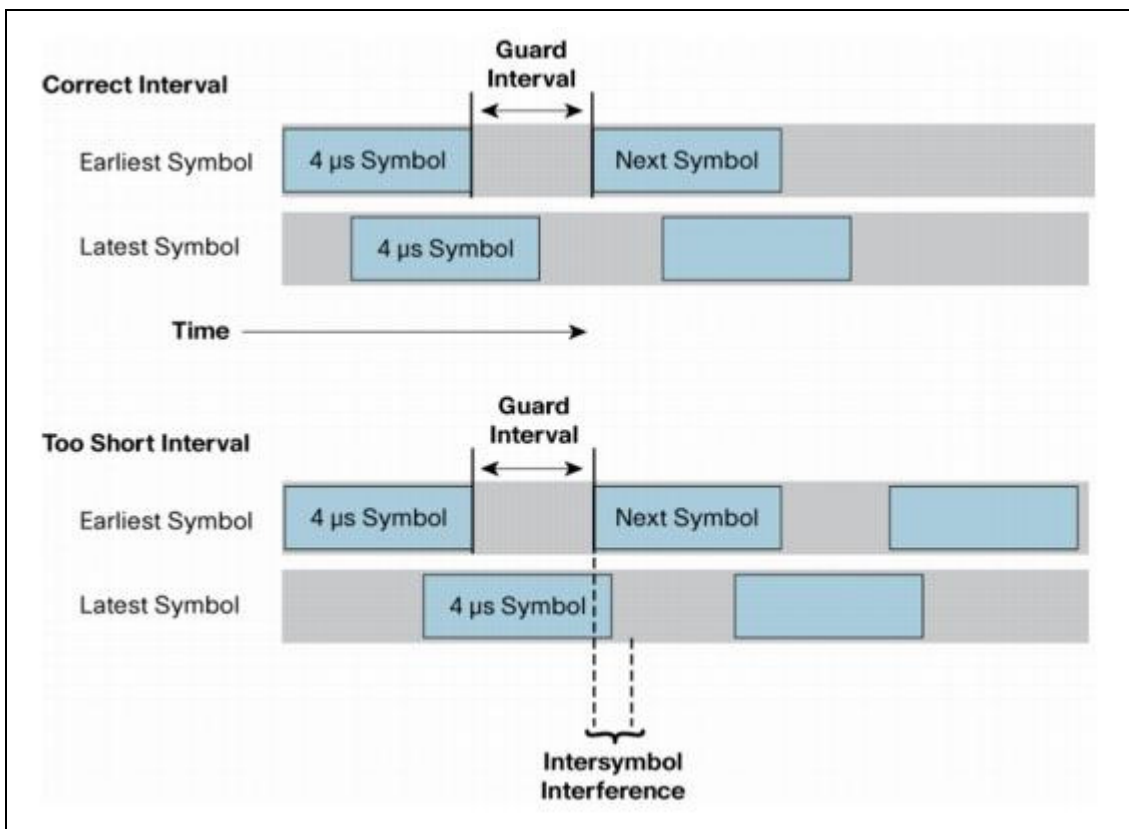 Guard
Interval
Correct Interval
Earliest Symbol
4 µs Symbol
Next Symbol
Latest Symbol
4 µs Symbol
Time
Guard
Interval
Too Short Interval
Earliest Symbol
4 µs Symbol
Next Symbol
Latest Symbol
4 µs Symbol
Intersymbol
Interference